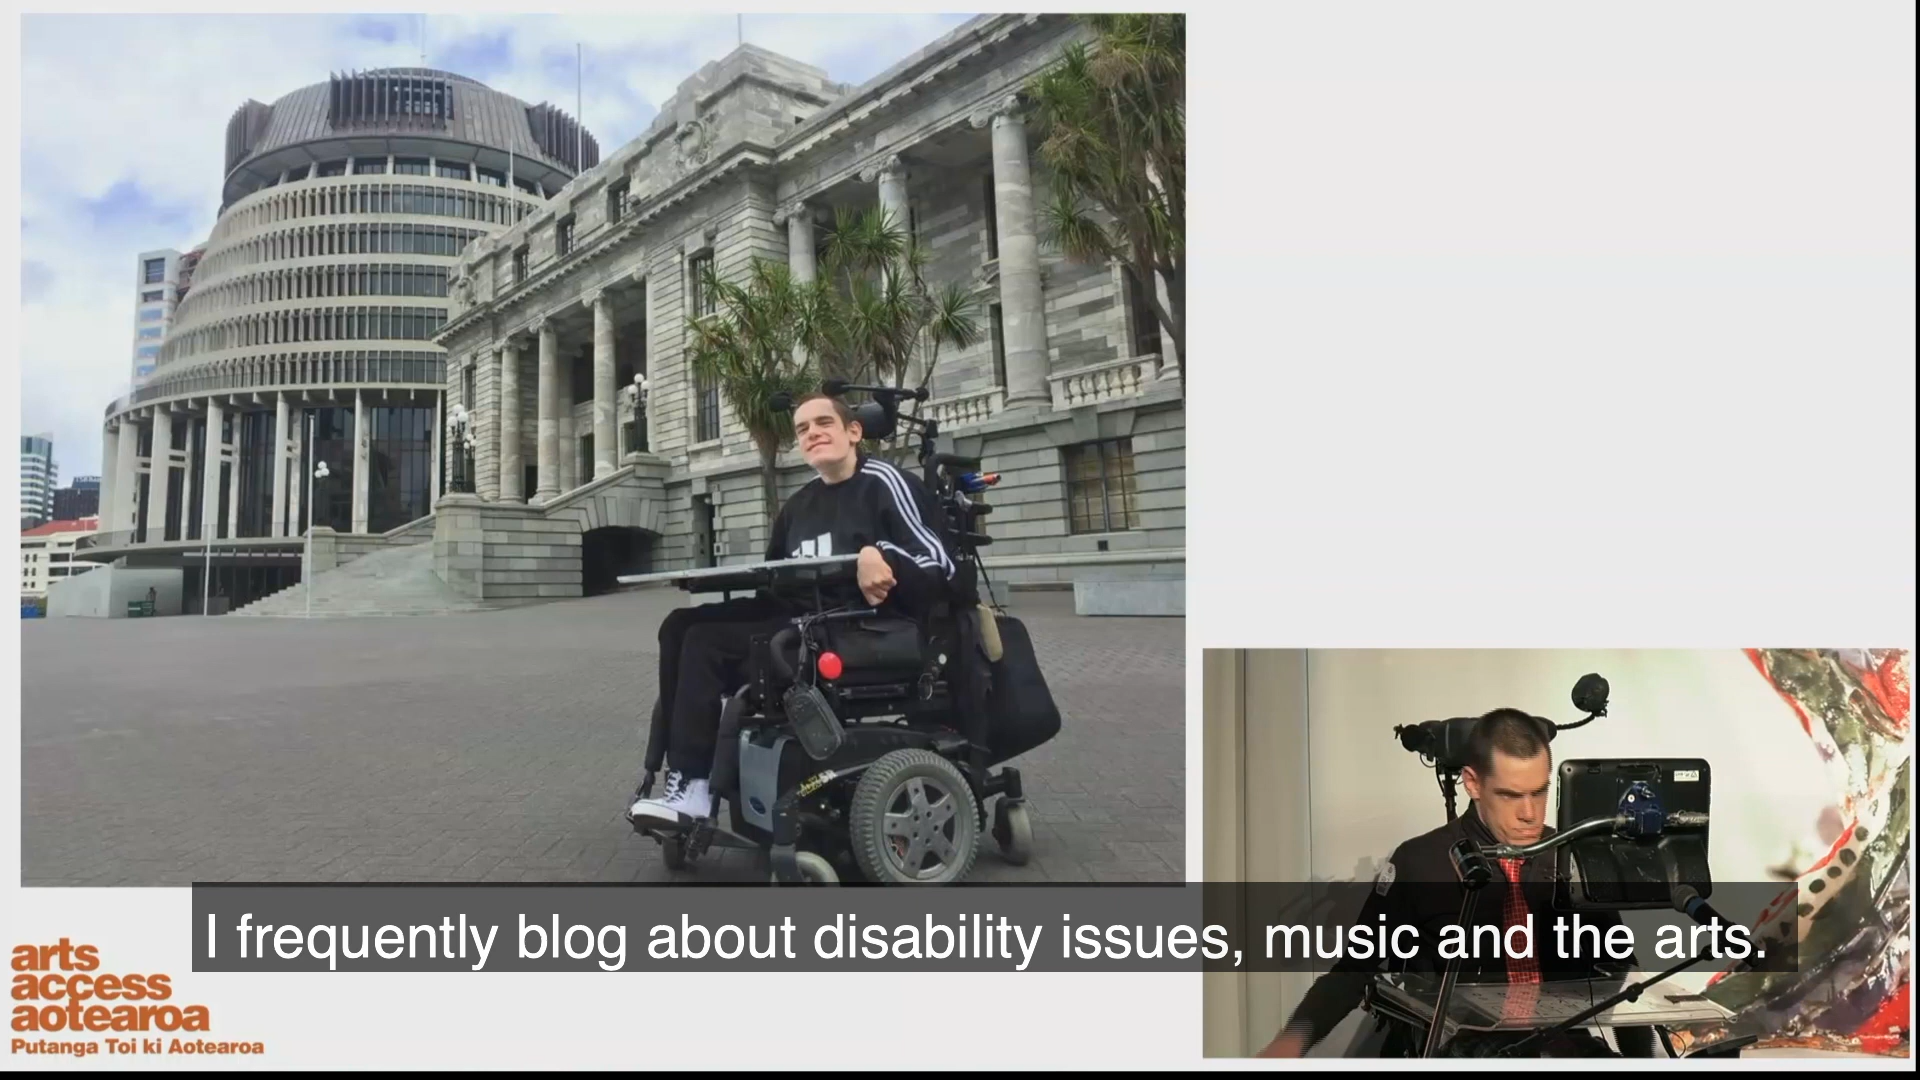 I frequently blog about disability issues, music and the arts.
arts
access
aotearoa
Putanga Toi ki Aotearoa